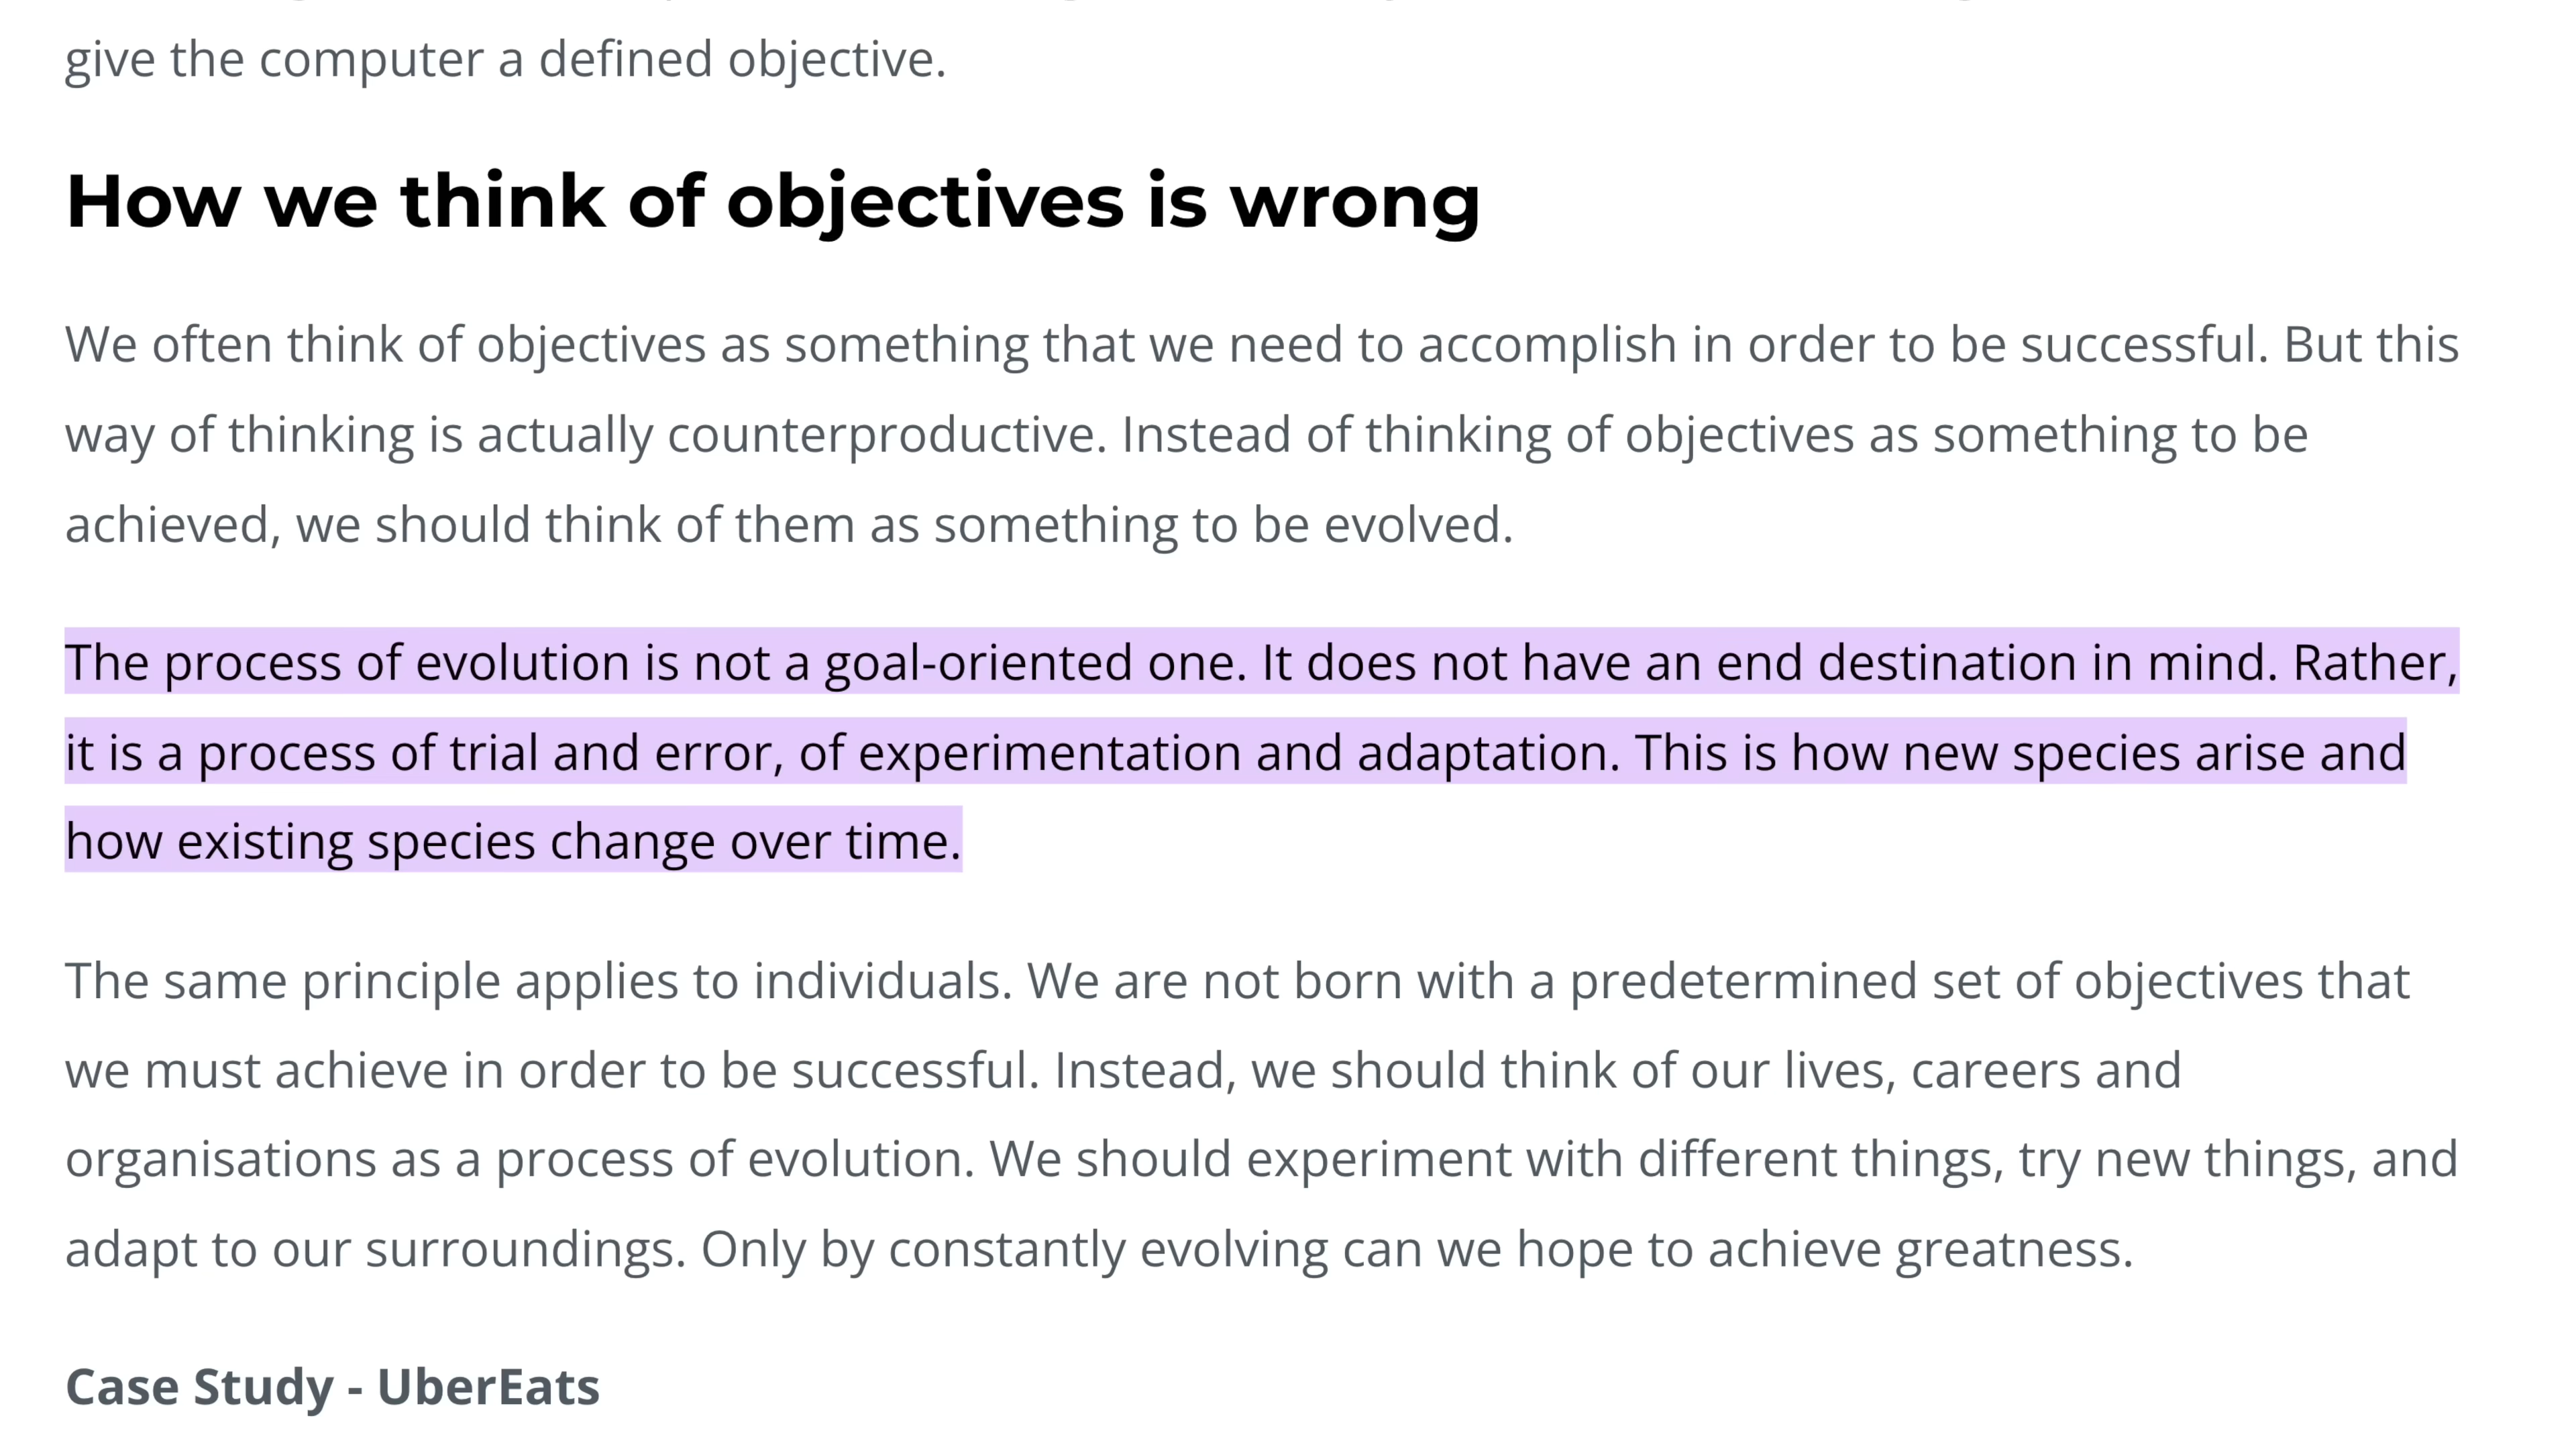 give the computer a defined objective.
How we think of objectives is wrong
We often think of objectives as something that we need to accomplish in order to be successful. But this
way of thinking is actually counterproductive. Instead of thinking of objectives as something to be
achieved, we should think of them as something to be evolved.
The process of evolution is not a goal-oriented one. It does not have an end destination in mind. Rather,
it is a process of trial and error, of experimentation and adaptation. This is how new species arise and
how existing species change over time.
The same principle applies to individuals. We are not born with a predetermined set of objectives that
we must achieve in order to be successful. Instead, we should think of our lives, careers and
organisations as a process of evolution. We should experiment with different things, try new things, and
adapt to our surroundings. Only by constantly evolving can we hope to achieve greatness.
Case Study - UberEats